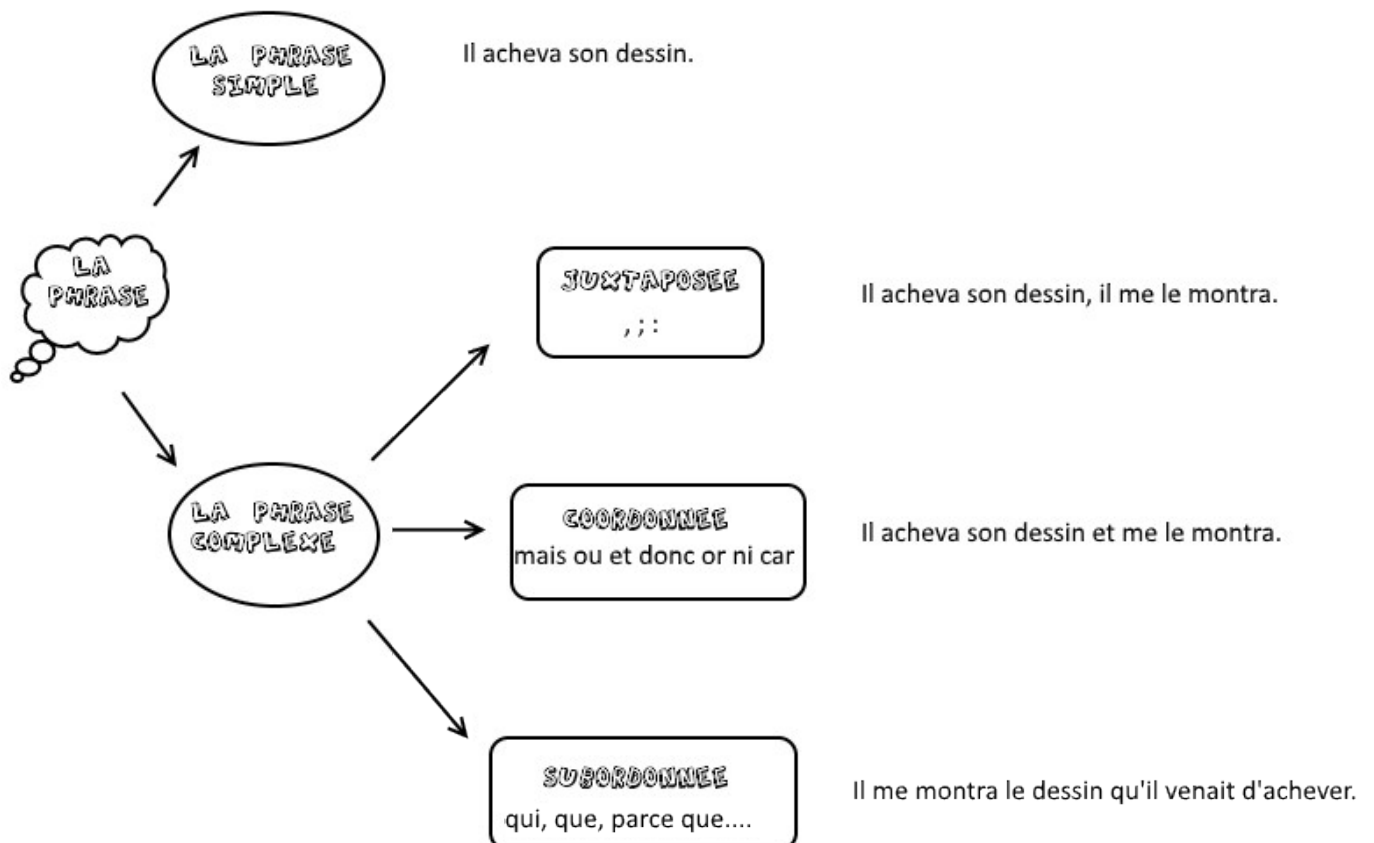 LA PHRASE
SIMPLE
Il acheva son dessin.
LA
PHRASE
JUXTAPOSEE
, ; :
Il acheva son dessin, il me le montra.
LA PHRASE
COMPLEXE
COORDONNEE
mais ou et donc or ni car
Il acheva son dessin et me le montra.
SUBORDONNEE
qui, que, parce que....
Il me montra le dessin qu'il venait d'achever.